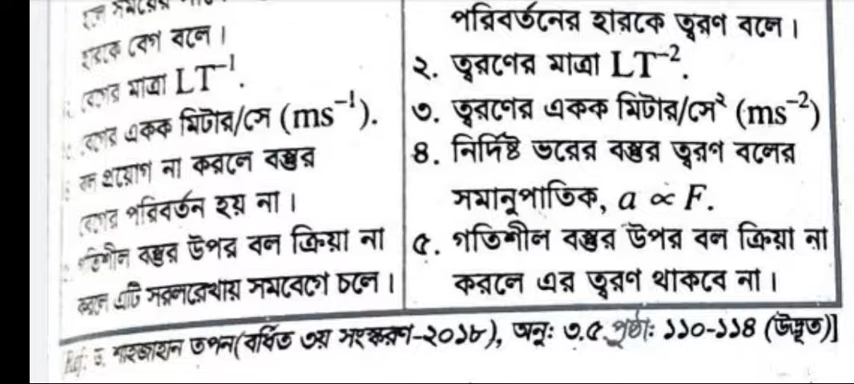 হারকে বেগ বলে।
বেগের মাত্রা LT⁻¹.
বেগের একক মিটার/সে (ms⁻¹).
বল প্রয়োগ না করলে বস্তুর
বেগের পরিবর্তন হয় না।
গতিশীল বস্তুর উপর বল ক্রিয়া না
করলে এটি সরলরেখায় সমবেগে চলে।
পরিবর্তনের হারকে ত্বরণ বলে।
২. ত্বরণের মাত্রা LT⁻².
৩. ত্বরণের একক মিটার/সে² (ms⁻²)
৪. নির্দিষ্ট ভরের বস্তুর ত্বরণ বলের
সমানুপাতিক, a ∝ F.
৫. গতিশীল বস্তুর উপর বল ক্রিয়া না
করলে এর ত্বরণ থাকবে না।
Ref: ড. শাহজাহান তপন(বর্ধিত ৩য় সংস্করণ-২০১৮), অনু: ৩.৫ পৃষ্ঠা: ১১০-১১৪ (উদ্ধৃত)]